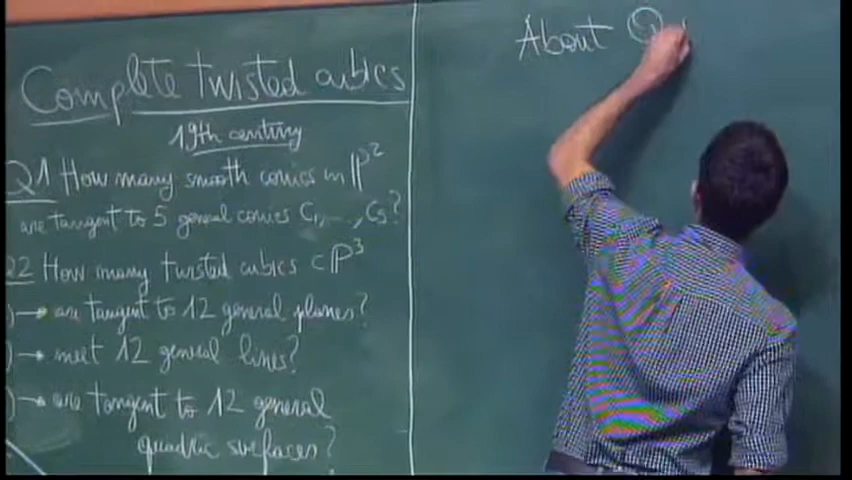 Complete twisted cubics
19th century
Q1 How many smooth conics in ℙ²
are tangent to 5 general conics C₁, ..., C₅?
Q2 How many twisted cubics ⊂ ℙ³
) → are tangent to 12 general planes?
) → meet 12 general lines?
) → are tangent to 12 general
quadric surfaces?
About Q